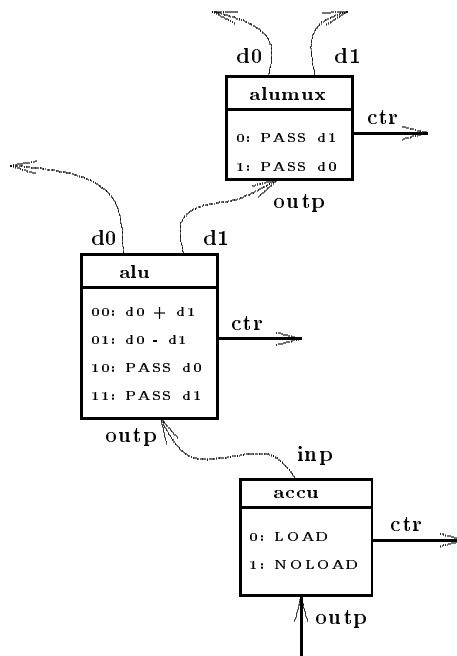 d0 d1
alumux
ctr
0: PASS d1
1: PASS d0
outp
d0 d1
alu
00: d0 + d1
ctr
01: d0 - d1
10: PASS d0
11: PASS d1
outp
inp
accu
ctr
0: LOAD
1: NOLOAD
outp